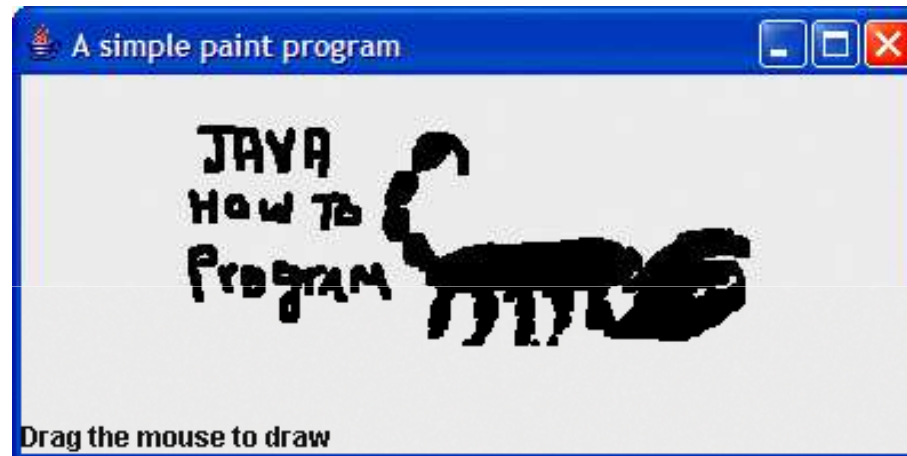 A simple paint program
JAVA
HOW TO
Program
Drag the mouse to draw